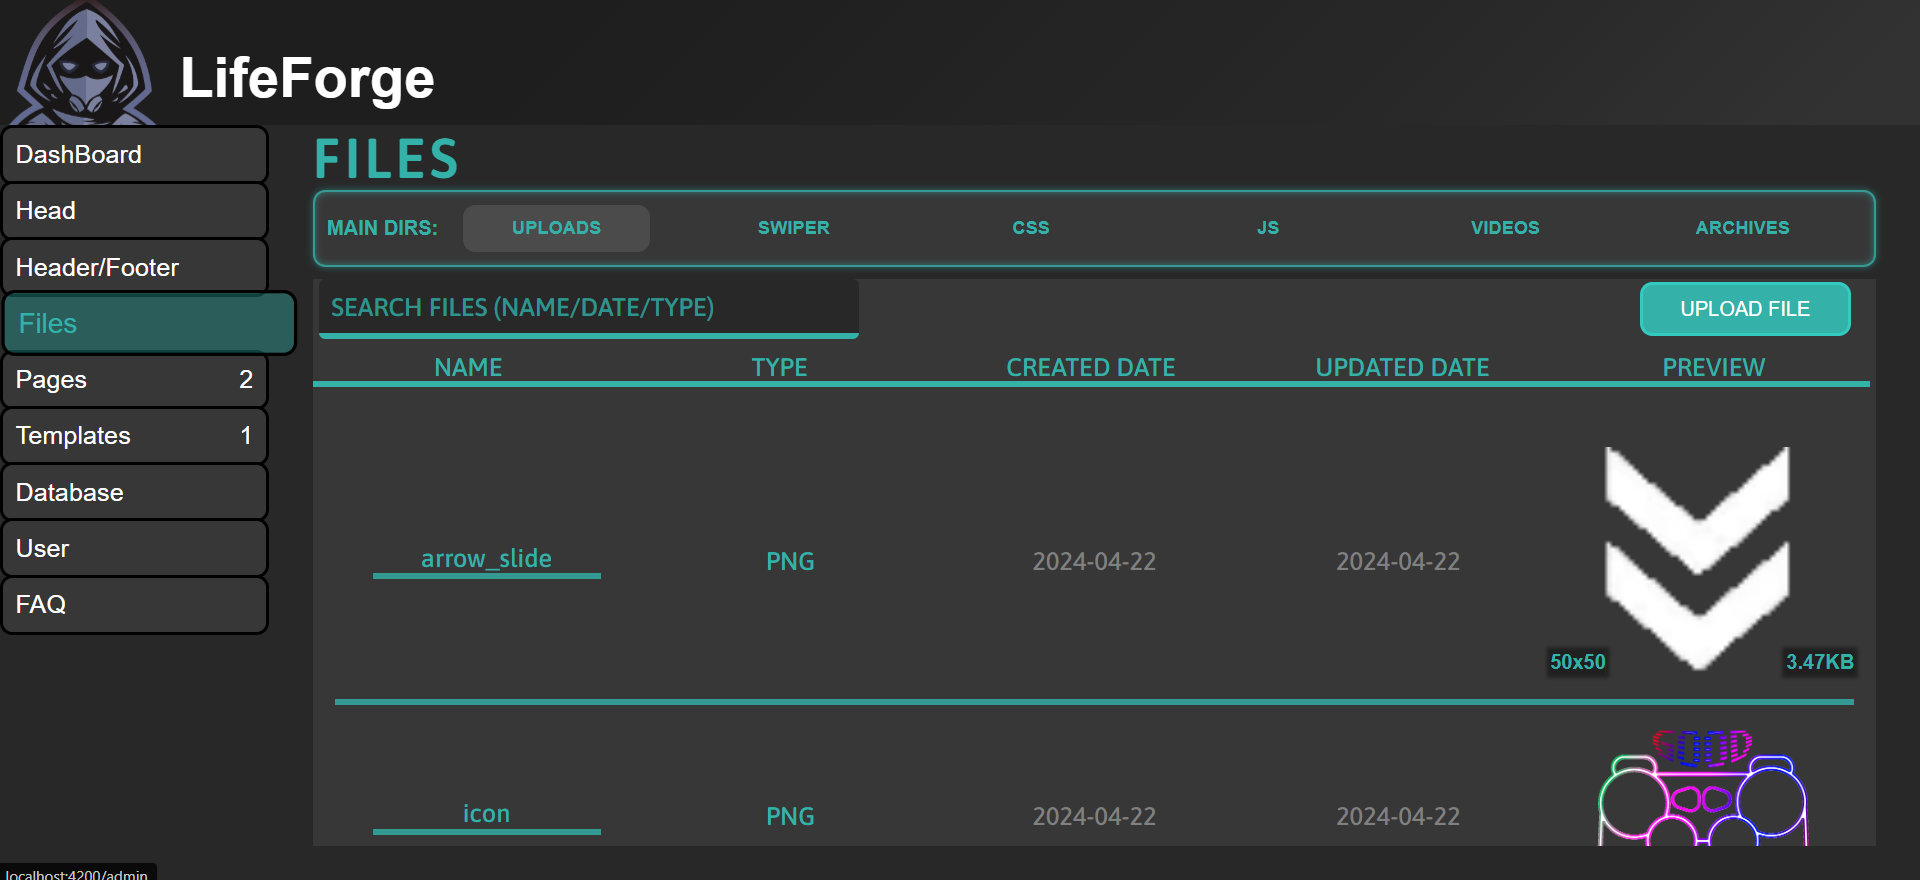 LifeForge
DashBoard
Head
Header/Footer
Files
Pages 2
Templates 1
Database
User
FAQ
FILES
MAIN DIRS: UPLOADS SWIPER CSS JS VIDEOS ARCHIVES
SEARCH FILES (NAME/DATE/TYPE)
UPLOAD FILE
NAME TYPE CREATED DATE UPDATED DATE PREVIEW
arrow_slide PNG 2024-04-22 2024-04-22
50x50 3.47KB
GOOD
icon PNG 2024-04-22 2024-04-22
localhost:4200/admin